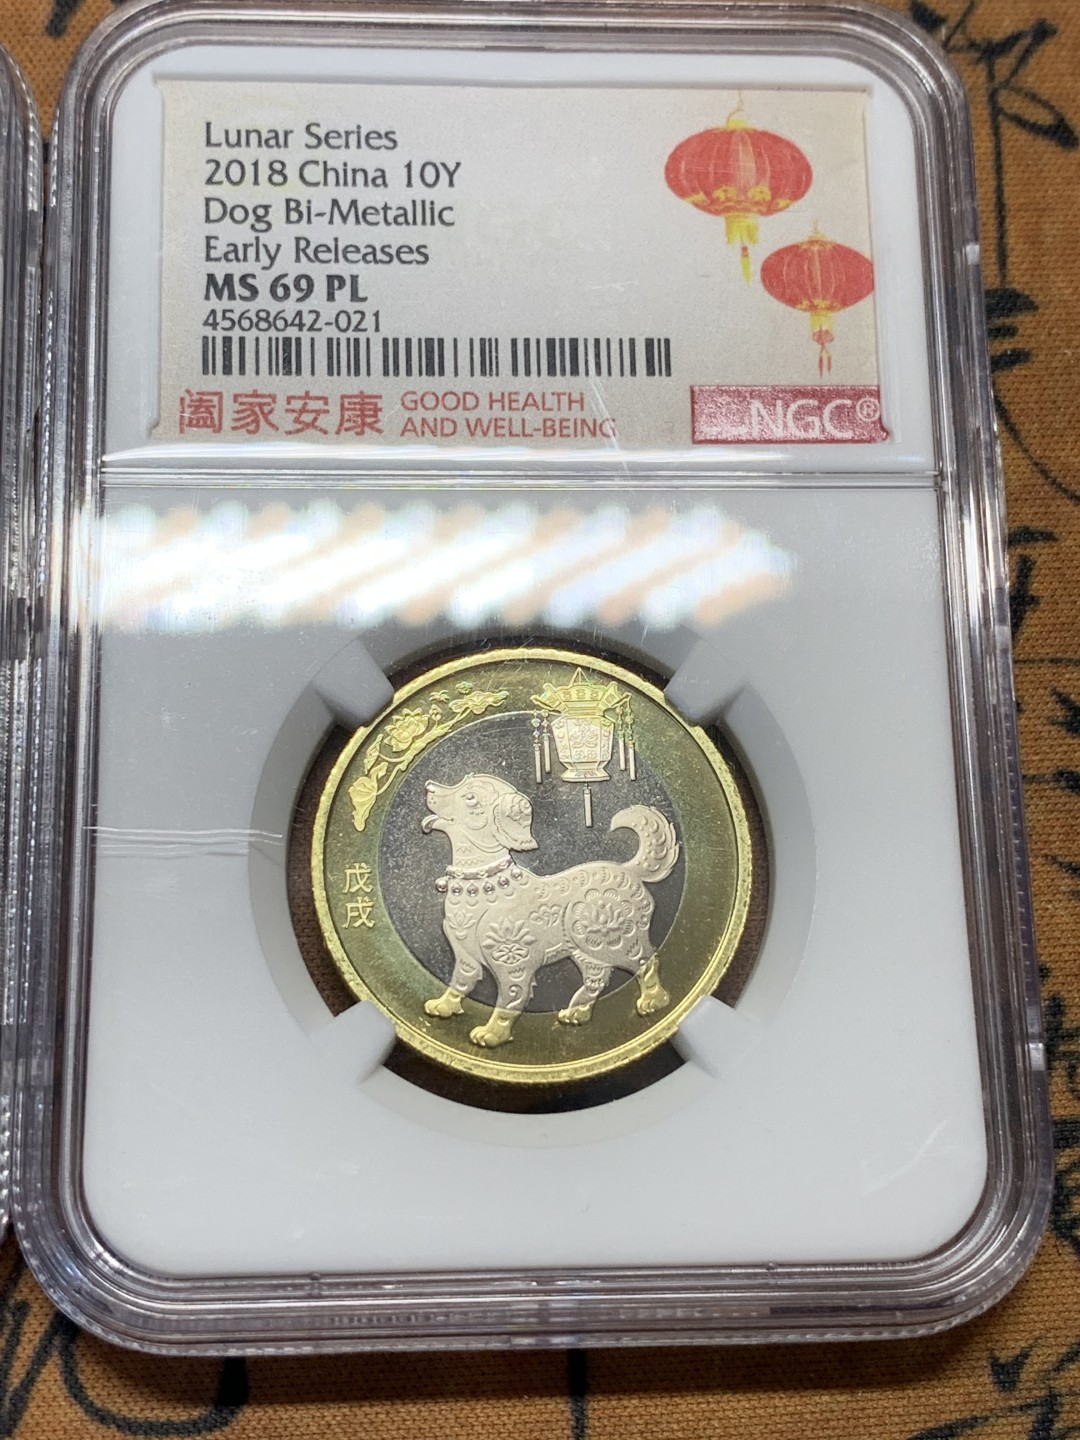 Lunar Series
2018 China 10Y
Dog Bi-Metallic
Early Releases
MS 69 PL
4568642-021
阖家安康 GOOD HEALTH
AND WELL-BEING
NGC®
戊戌